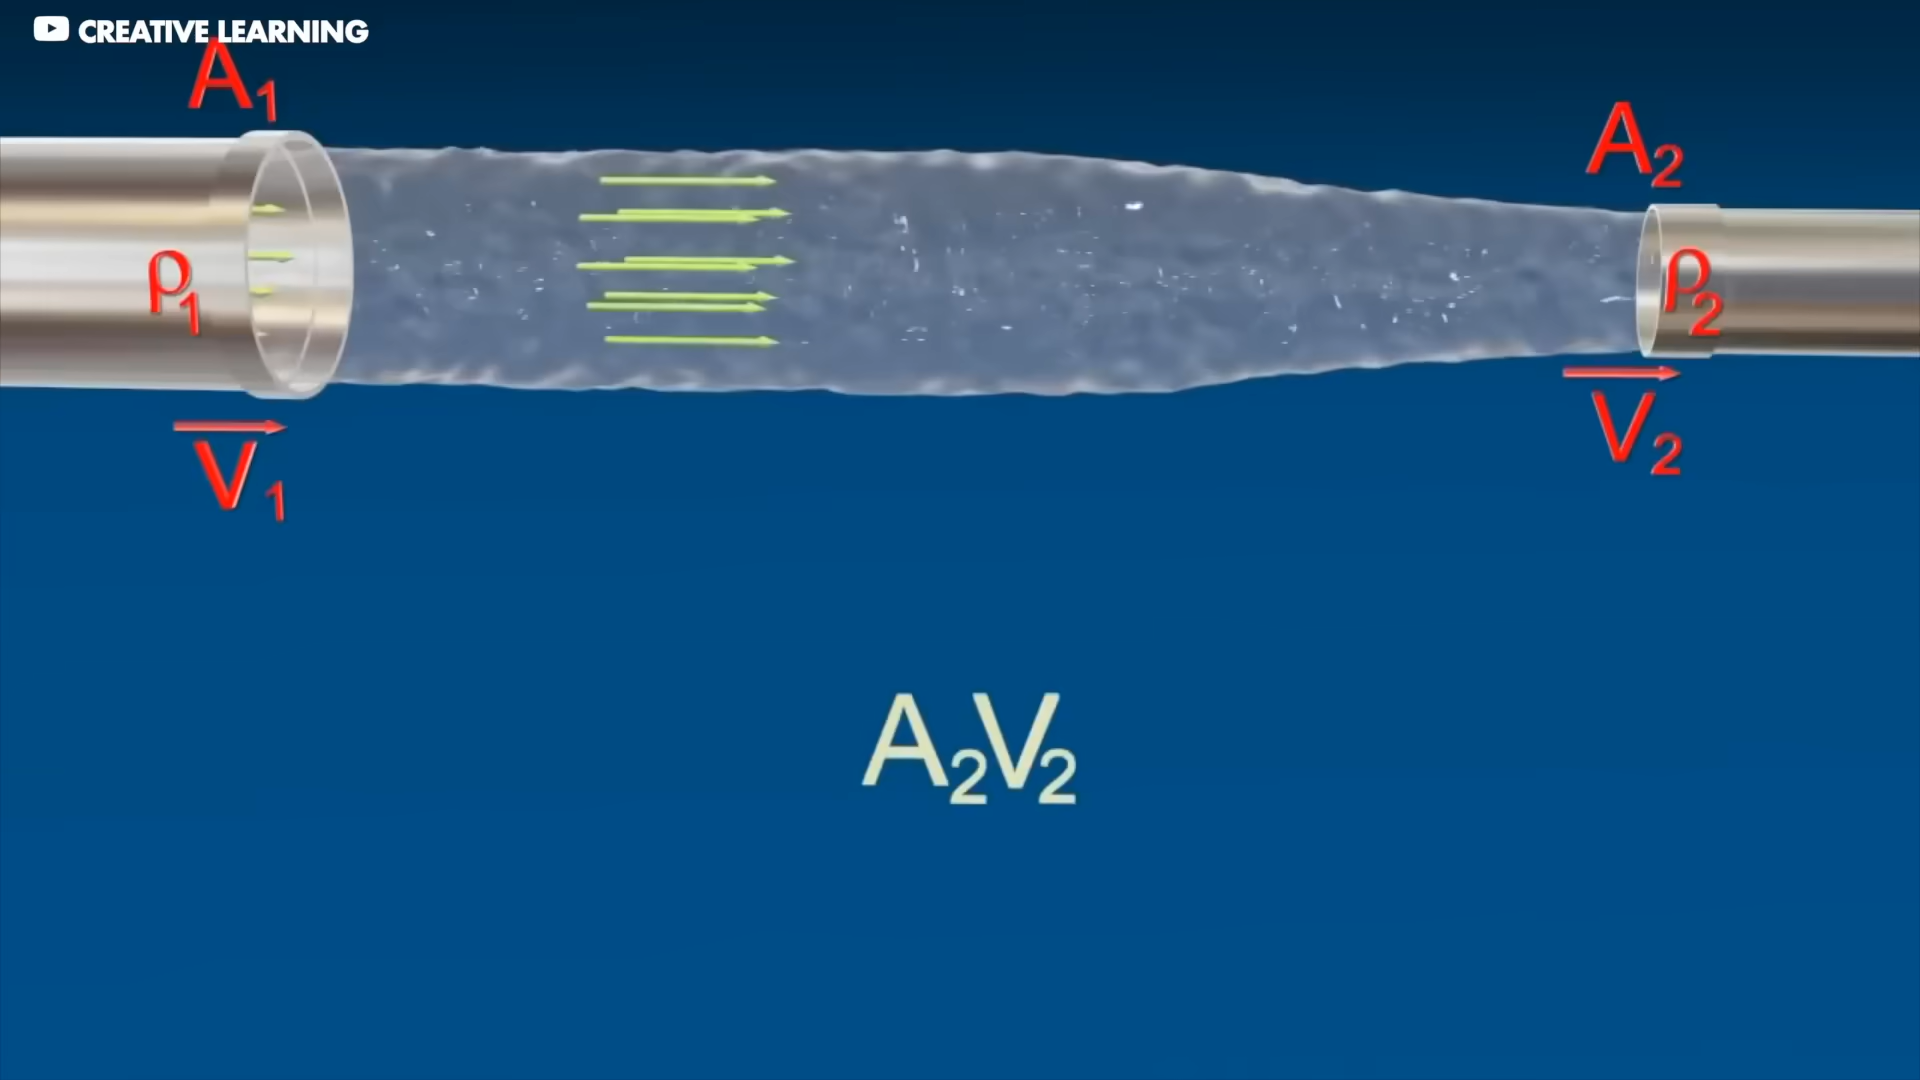 CREATIVE LEARNING
A₁
A₂
ρ₁
ρ₂
V₁
V₂
A₂V₂